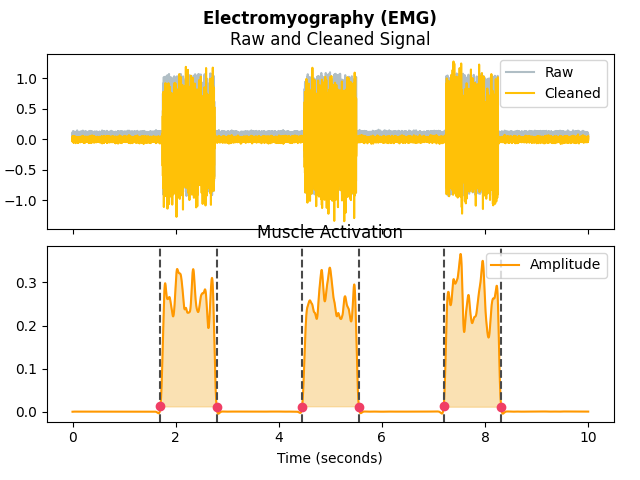 Electromyography (EMG)
Raw and Cleaned Signal
Raw
Cleaned
1.0
0.5
0.0
−0.5
−1.0
Muscle Activation
Amplitude
0.3
0.2
0.1
0.0
0 2 4 6 8 10
Time (seconds)